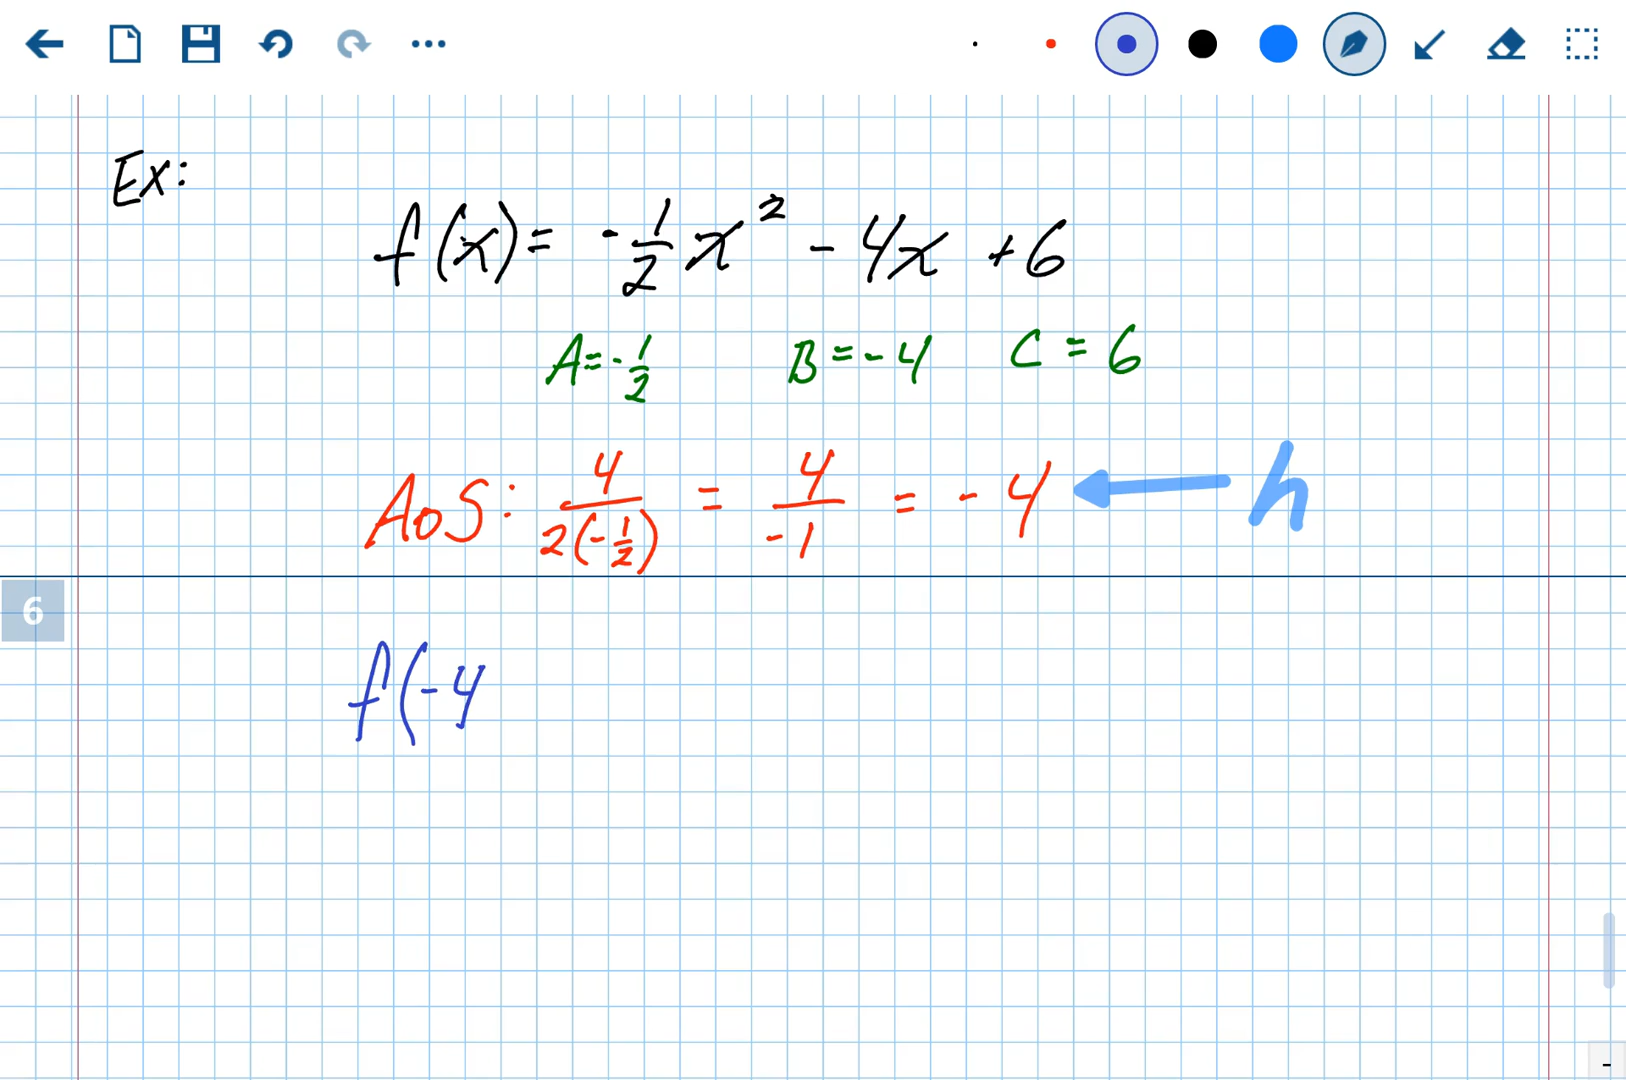 Ex:
f(x) = -1/2 x² - 4x + 6
A = -1/2 B = -4 C = 6
AoS: 4/2(-1/2) = 4/-1 = -4 ← h
6
f(-4